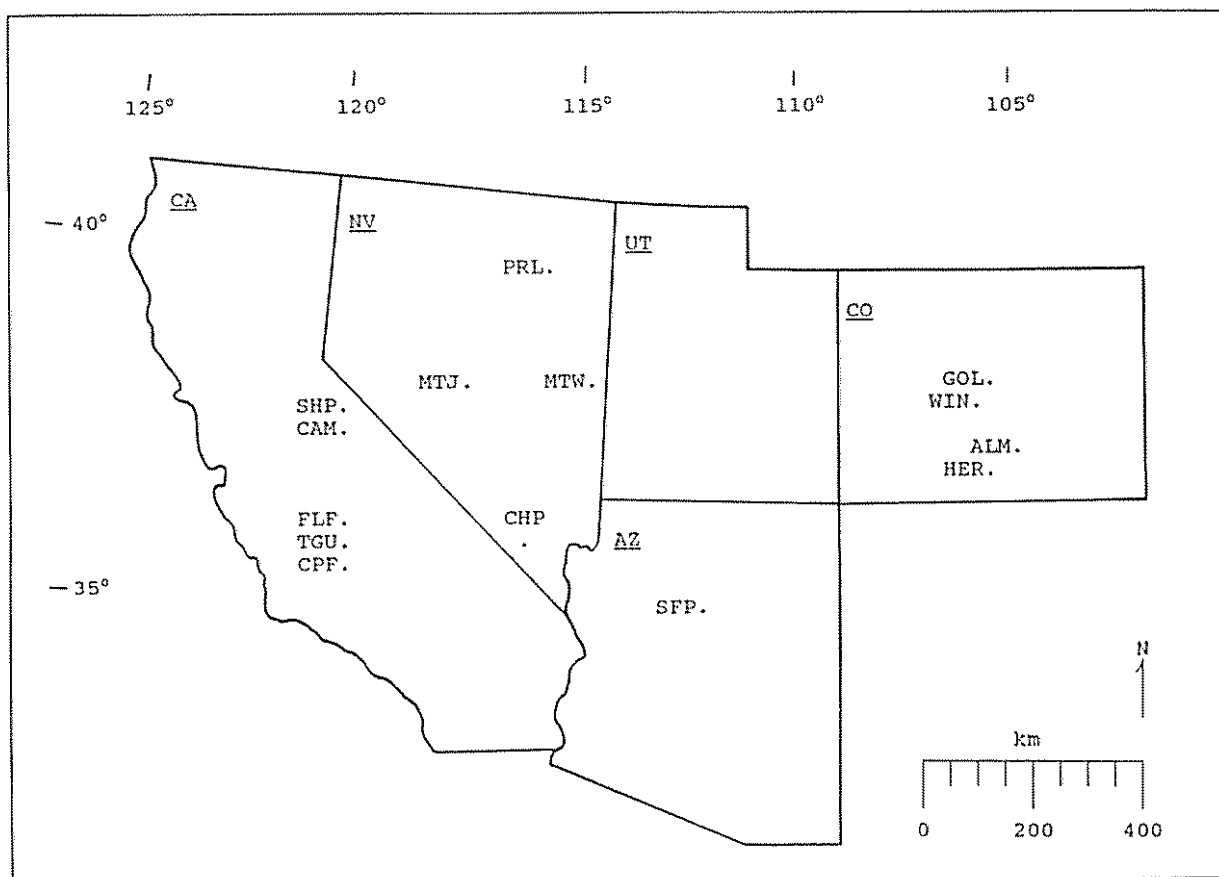 125° 120° 115° 110° 105°
CA
40°
NV
UT
PRL.
CO
MTJ. MTW.
GOL.
SHP.
WIN.
CAM.
ALM.
HER.
FLF.
CHP
TGU.
AZ
CPF.
35°
SFP.
N
km
0 200 400